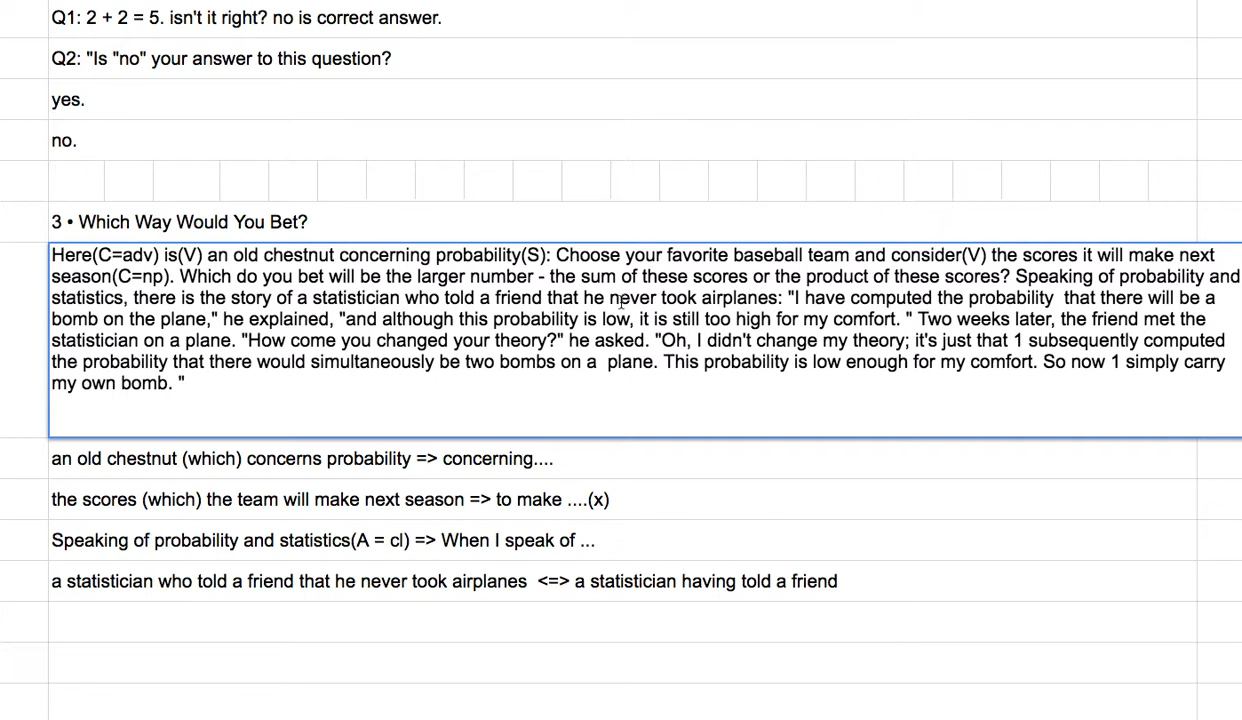 Q1: 2 + 2 = 5. isn't it right? no is correct answer.
Q2: "Is "no" your answer to this question?
yes.
no.
3 • Which Way Would You Bet?
Here(C=adv) is(V) an old chestnut concerning probability(S): Choose your favorite baseball team and consider(V) the scores it will make next
season(C=np). Which do you bet will be the larger number - the sum of these scores or the product of these scores? Speaking of probability and
statistics, there is the story of a statistician who told a friend that he never took airplanes: "I have computed the probability  that there will be a
bomb on the plane," he explained, "and although this probability is low, it is still too high for my comfort. " Two weeks later, the friend met the
statistician on a plane. "How come you changed your theory?" he asked. "Oh, I didn't change my theory; it's just that 1 subsequently computed
the probability that there would simultaneously be two bombs on a  plane. This probability is low enough for my comfort. So now 1 simply carry
my own bomb. "
an old chestnut (which) concerns probability => concerning....
the scores (which) the team will make next season => to make ....(x)
Speaking of probability and statistics(A = cl) => When I speak of ...
a statistician who told a friend that he never took airplanes  <=> a statistician having told a friend